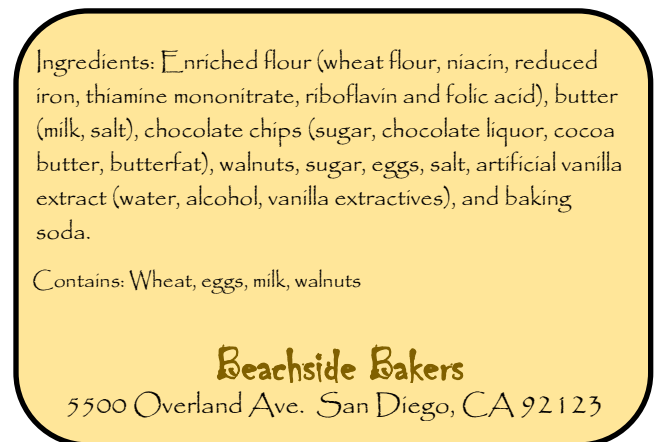 Ingredients: Enriched flour (wheat flour, niacin, reduced
iron, thiamine mononitrate, riboflavin and folic acid), butter
(milk, salt), chocolate chips (sugar, chocolate liquor, cocoa
butter, butterfat), walnuts, sugar, eggs, salt, artificial vanilla
extract (water, alcohol, vanilla extractives), and baking
soda.
Contains: Wheat, eggs, milk, walnuts
Beachside Bakers
5500 Overland Ave. San Diego, CA 92123